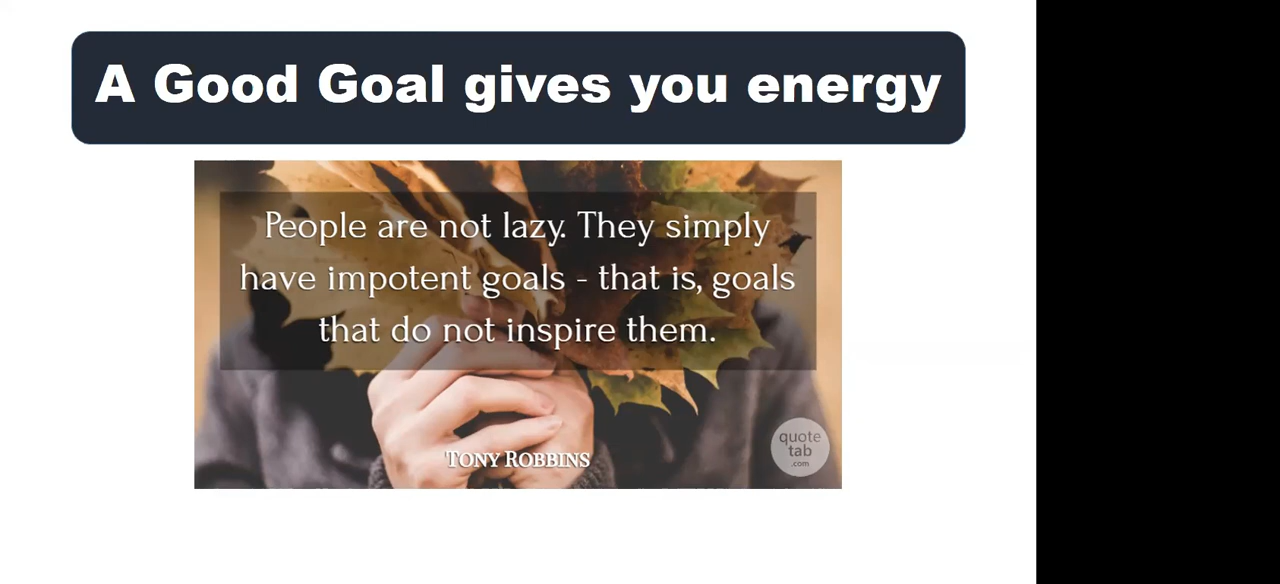 A Good Goal gives you energy
People are not lazy. They simply
have impotent goals - that is, goals
that do not inspire them.
Tony Robbins
quote
tab
.com